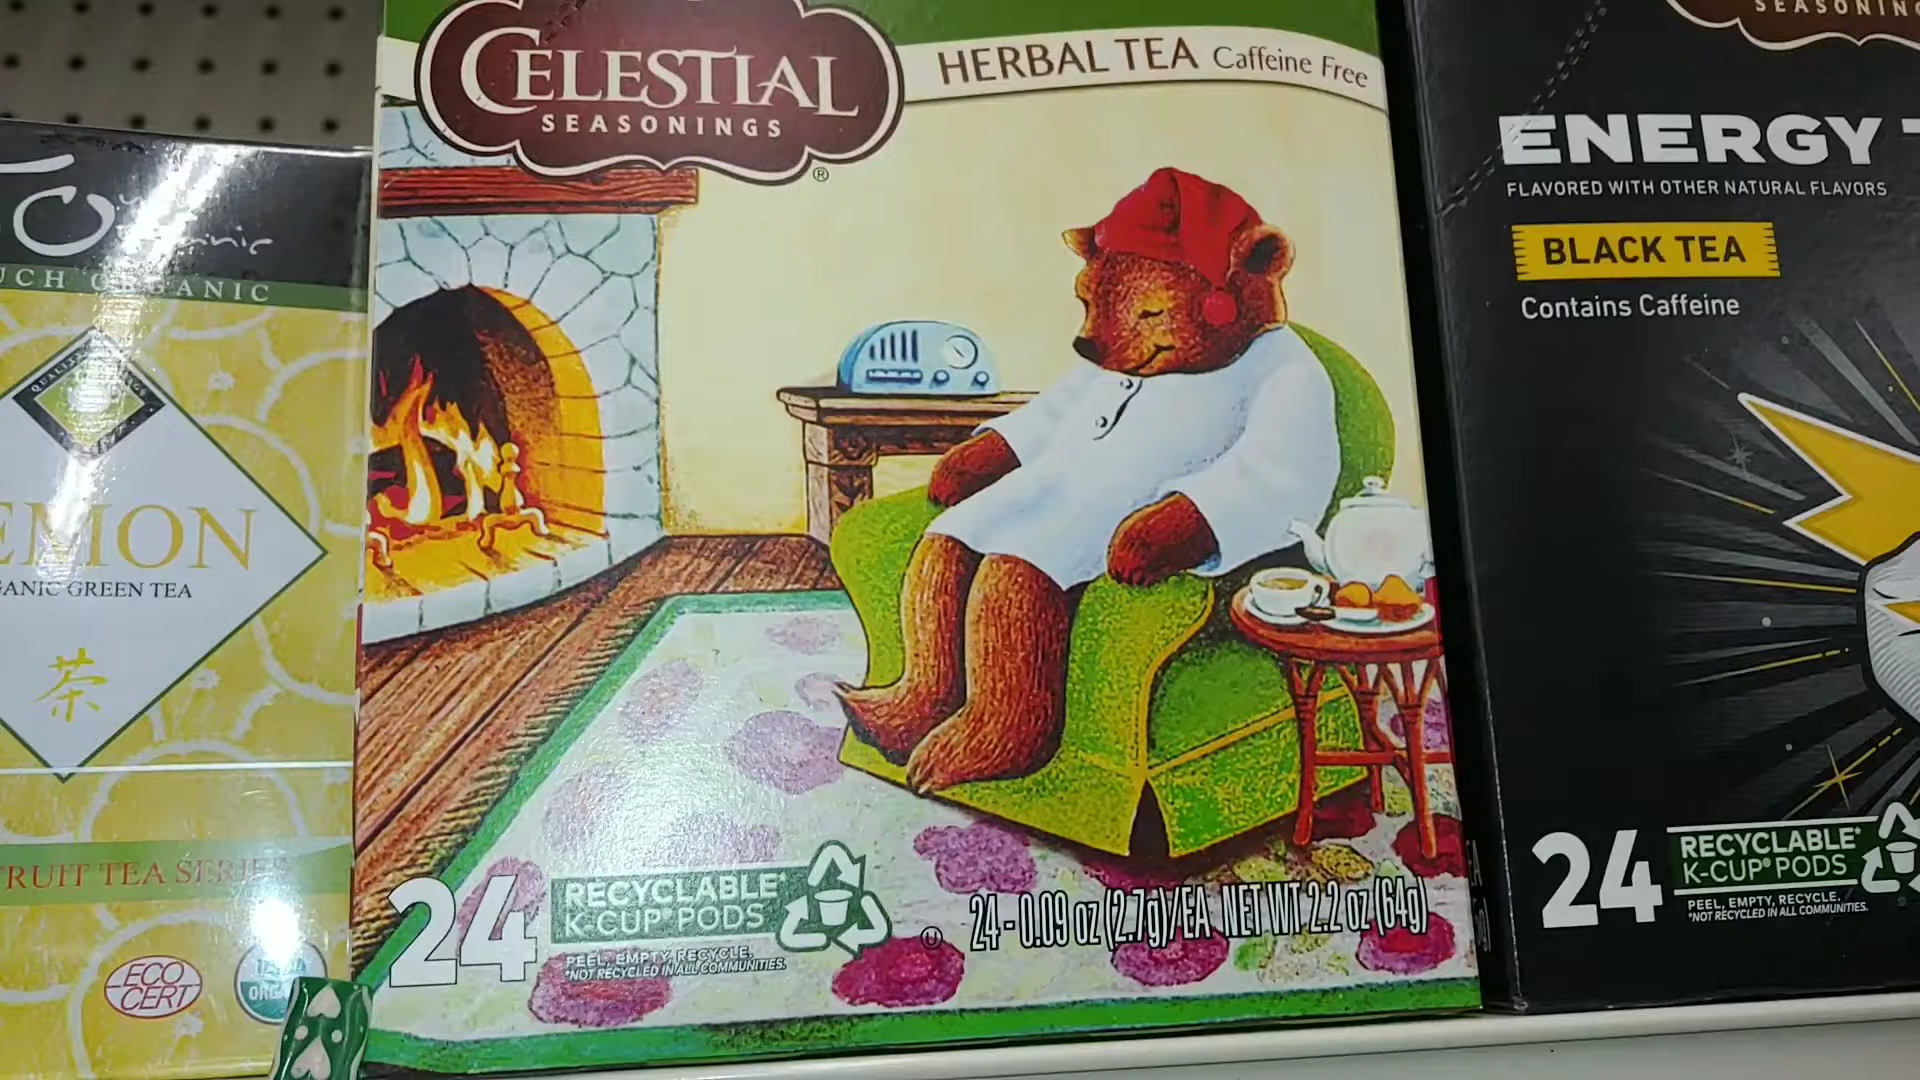 CELESTIAL
SEASONINGS
®
HERBAL TEA Caffeine Free
24
RECYCLABLE*
K-CUP® PODS
PEEL, EMPTY, RECYCLE.
*NOT RECYCLED IN ALL COMMUNITIES.
24 - 0.09 oz (2.7g)/EA NET WT 2.2 oz (64g)
UCH ORGANIC
EMON
GANIC GREEN TEA
茶
FRUIT TEA SERIES
ECO
CERT
SEASONING
ENERGY T
FLAVORED WITH OTHER NATURAL FLAVORS
BLACK TEA
Contains Caffeine
24
RECYCLABLE*
K-CUP® PODS
PEEL, EMPTY, RECYCLE.
*NOT RECYCLED IN ALL COMMUNITIES.